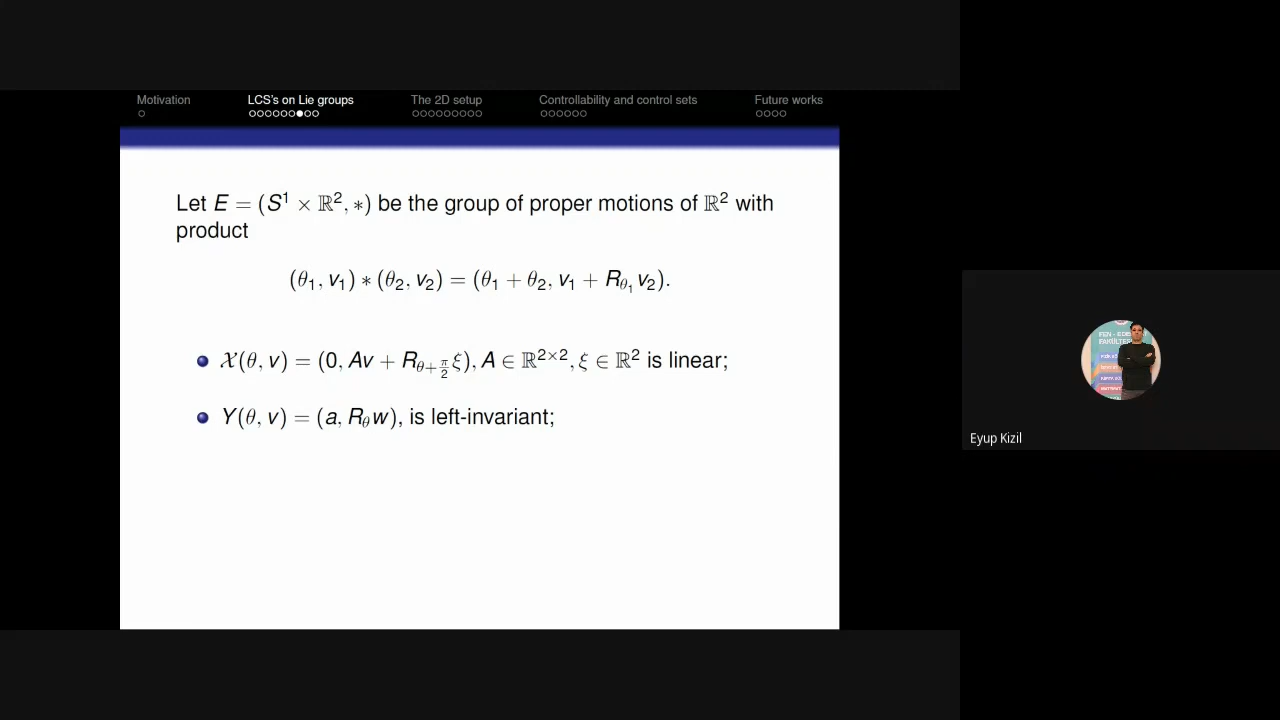 Motivation LCS's on Lie groups The 2D setup Controllability and control sets Future works
Let E = (S¹ × ℝ², ∗) be the group of proper motions of ℝ² with
product
(θ₁, v₁) ∗ (θ₂, v₂) = (θ₁ + θ₂, v₁ + R_{θ₁} v₂).
𝒳(θ, v) = (0, Av + R_{θ+π/2} ξ), A ∈ ℝ^{2×2}, ξ ∈ ℝ² is linear;
Y(θ, v) = (a, R_θ w), is left-invariant;
Eyup Kizil